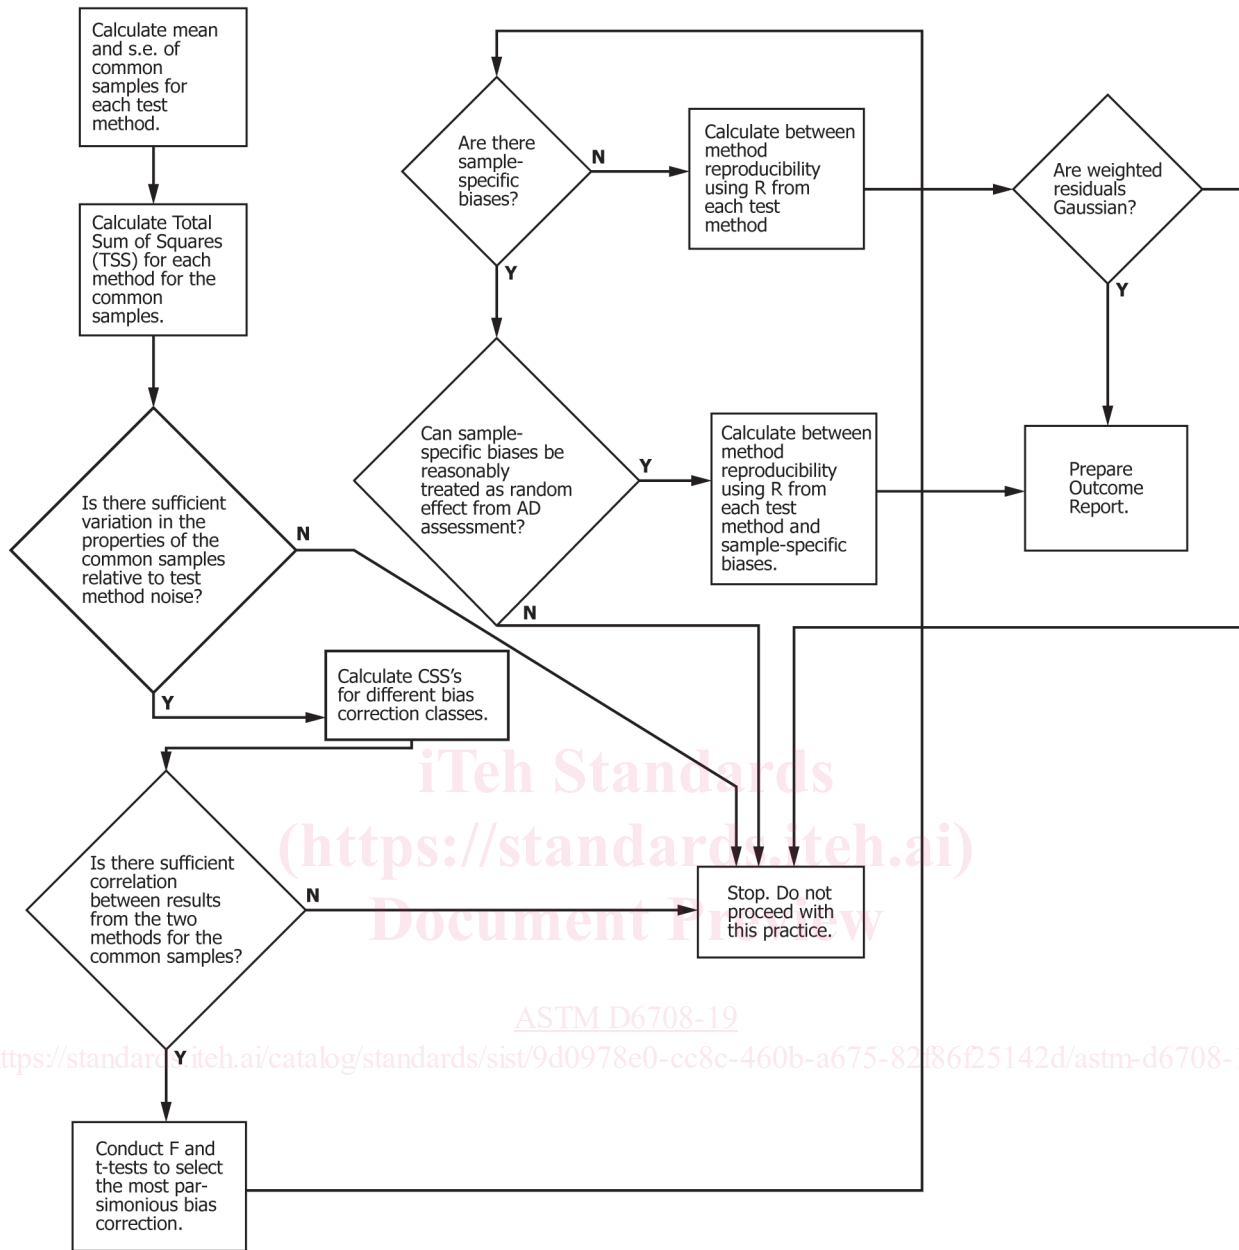 Calculate mean
and s.e. of
common
samples for
each test
method.
Calculate Total
Sum of Squares
(TSS) for each
method for the
common
samples.
Is there sufficient
variation in the
properties of the
common samples
relative to test
method noise?
N
Y
Calculate CSS's
for different bias
correction classes.
Is there sufficient
correlation
between results
from the two
methods for the
common samples?
N
Y
Conduct F and
t-tests to select
the most par-
simonious bias
correction.
Are there
sample-
specific
biases?
N
Y
Calculate between
method
reproducibility
using R from
each test
method
Can sample-
specific biases be
reasonably
treated as random
effect from AD
assessment?
Y
N
Calculate between
method
reproducibility
using R from
each test
method and
sample-specific
biases.
Are weighted
residuals
Gaussian?
Y
Prepare
Outcome
Report.
Stop. Do not
proceed with
this practice.
iTeh Standards
(https://standards.iteh.ai)
Document Preview
ASTM D6708-19
ttps://standards.iteh.ai/catalog/standards/sist/9d0978e0-cc8c-460b-a675-82f86f25142d/astm-d6708-